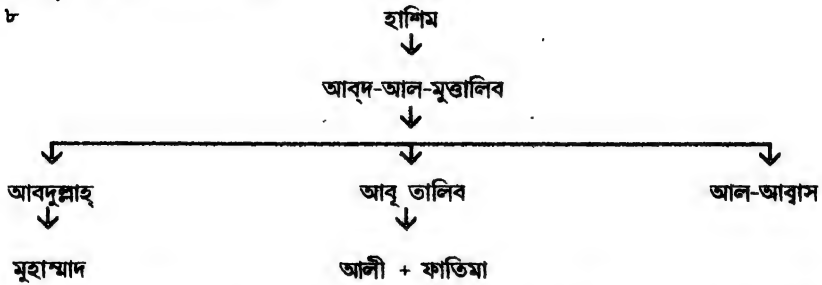 ৮ হাশিম
আব্দ-আল-মুত্তালিব
আবদুল্লাহ্ আবূ তালিব আল-আব্বাস
মুহাম্মাদ আলী + ফাতিমা